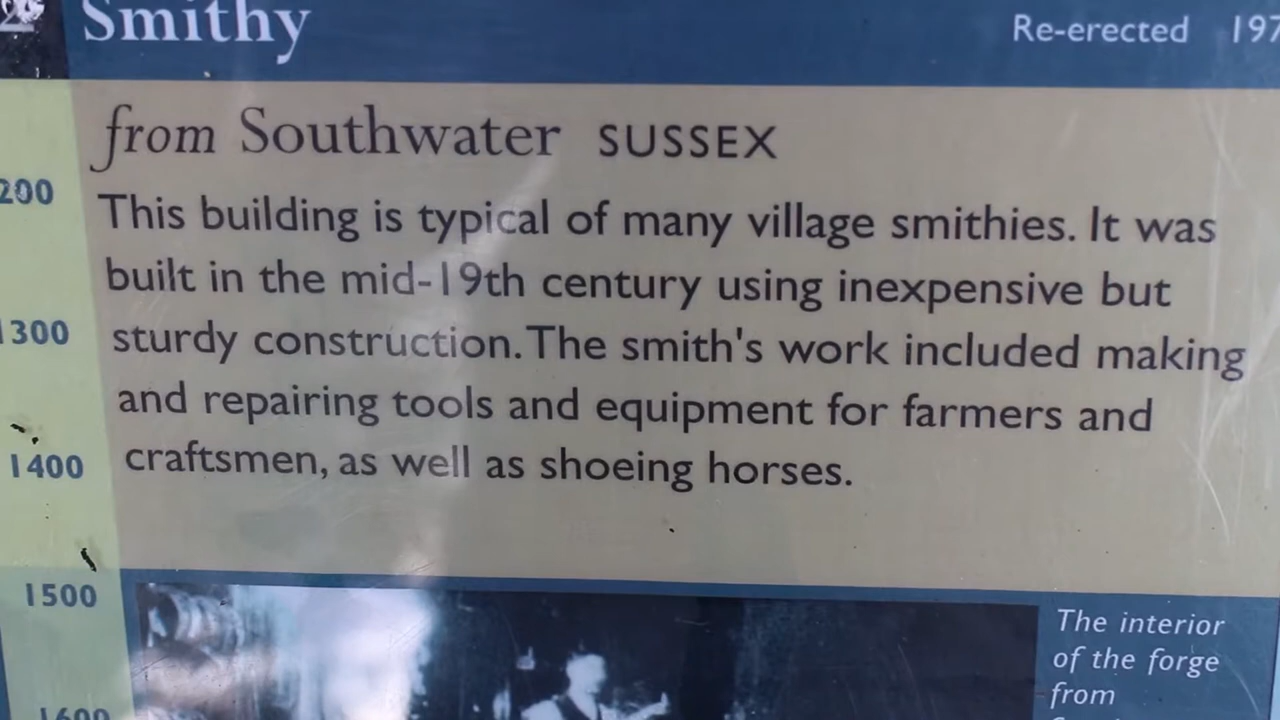 Smithy
Re-erected
from Southwater SUSSEX
This building is typical of many village smithies. It was
built in the mid-19th century using inexpensive but
sturdy construction. The smith's work included making
and repairing tools and equipment for farmers and
craftsmen, as well as shoeing horses.
1300
1400
1500
The interior
of the forge
from